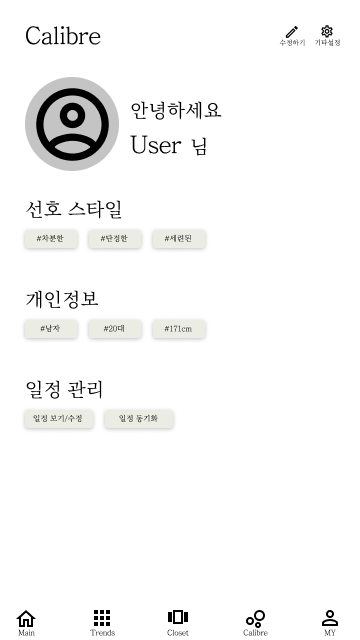 Calibre
수정하기 기타설정
안녕하세요
User 님
선호 스타일
#차분한 #단정한 #세련된
개인정보
#남자 #20대 #171cm
일정 관리
일정 보기/수정 일정 동기화
Main Trends Closet Calibre MY